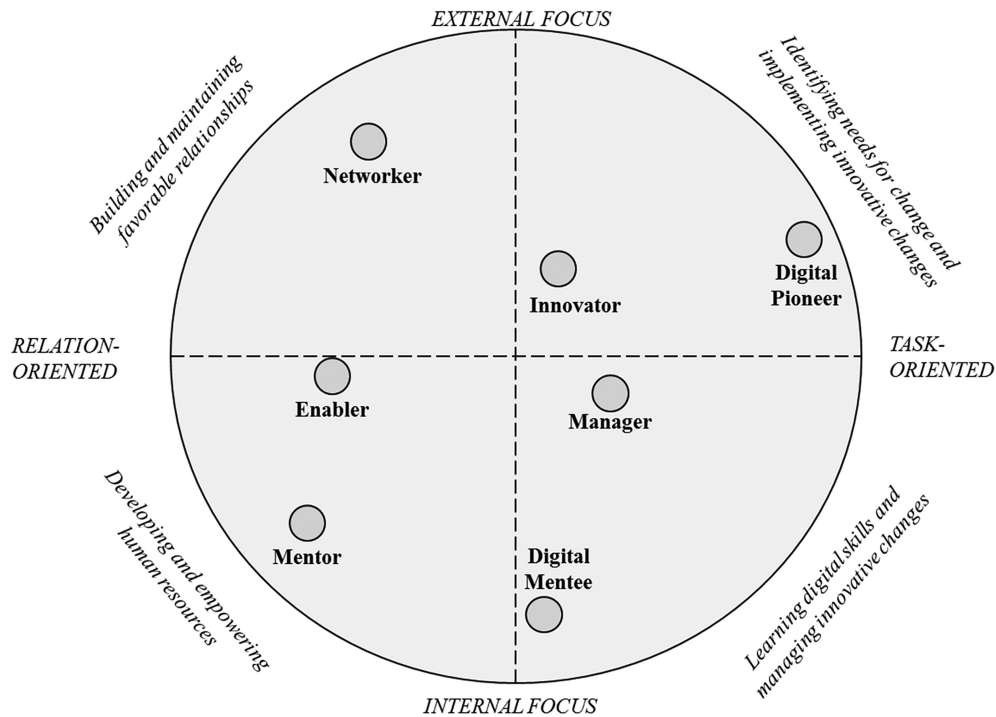 EXTERNAL FOCUS
Building and maintaining
favorable relationships
Identifying needs for change and
implementing innovative changes
Networker
Digital
Pioneer
Innovator
RELATION-
ORIENTED
TASK-
ORIENTED
Enabler
Manager
Developing and empowering
human resources
Mentor
Digital
Mentee
Learning digital skills and
managing innovative changes
INTERNAL FOCUS